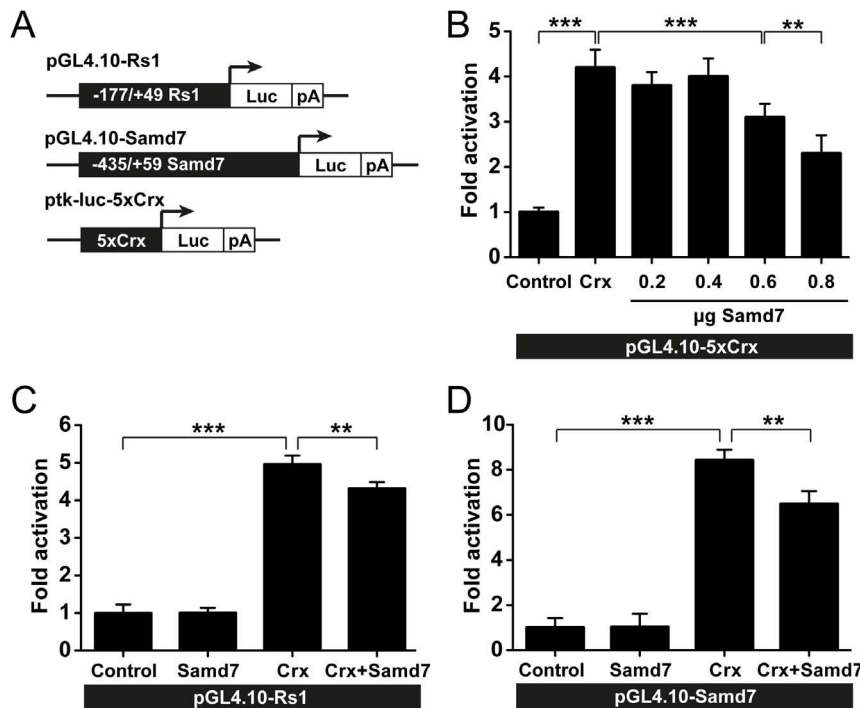 A
pGL4.10-Rs1
-177/+49 Rs1 Luc pA
pGL4.10-Samd7
-435/+59 Samd7 Luc pA
ptk-luc-5xCrx
5xCrx Luc pA
B
*** *** **
Fold activation
5
4
3
2
1
0
Control Crx 0.2 0.4 0.6 0.8
µg Samd7
pGL4.10-5xCrx
C
*** **
Fold activation
6
5
4
3
2
1
0
Control Samd7 Crx Crx+Samd7
pGL4.10-Rs1
D
*** **
Fold activation
10
8
6
4
2
0
Control Samd7 Crx Crx+Samd7
pGL4.10-Samd7